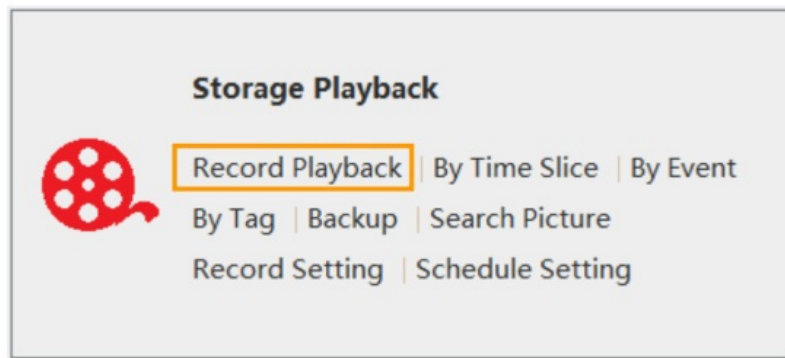 Storage Playback
Record Playback | By Time Slice | By Event
By Tag | Backup | Search Picture
Record Setting | Schedule Setting